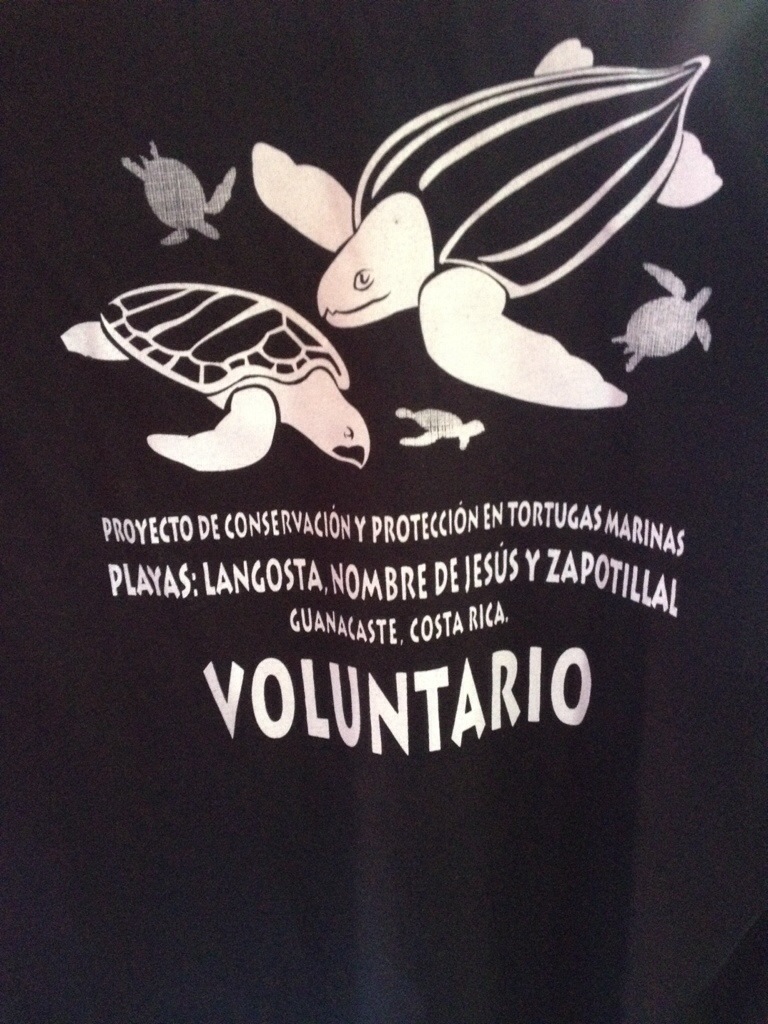 PROYECTO DE CONSERVACIÓN Y PROTECCIÓN EN TORTUGAS MARINAS
PLAYAS: LANGOSTA, NOMBRE DE JESÚS Y ZAPOTILLAL
GUANACASTE, COSTA RICA.
VOLUNTARIO